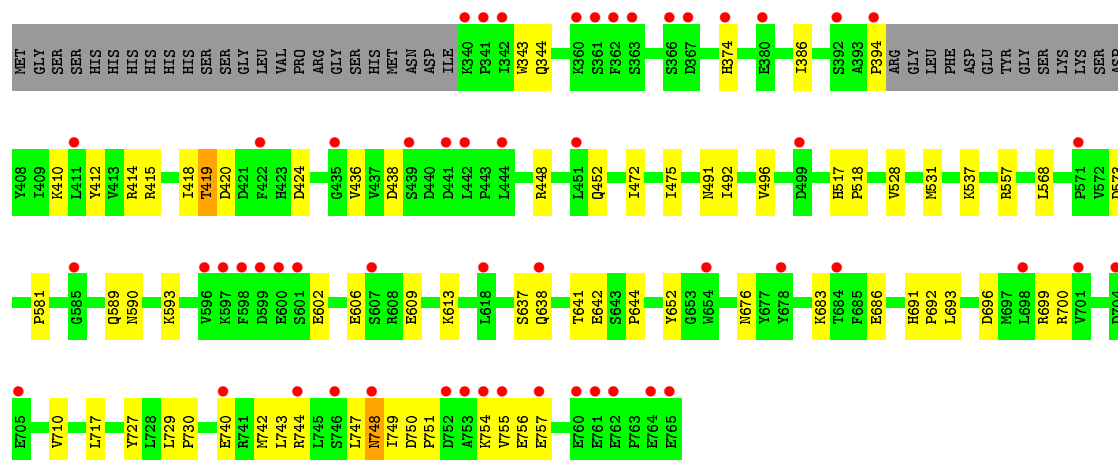 MET GLY SER SER HIS HIS HIS HIS HIS HIS SER SER GLY LEU VAL PRO ARG GLY SER HIS MET ASN ASP ILE K340 P341 I342 W343 Q344 K360 S361 F362 S363 S366 D367 H374 E380 I386 S392 A393 P394 ARG GLY LEU PHE ASP GLU TYR GLY SER LYS LYS SER ASP
Y408 I409 K410 L411 Y412 V413 R414 R415 I418 T419 D420 D421 F422 H423 D424 G435 V436 V437 D438 S439 D440 D441 L442 P443 L444 R448 L451 Q452 I472 I475 N491 I492 V496 D499 H517 P518 V528 M531 K537 R557 L568 P571 V572 D573
P581 G585 Q589 N590 K593 V596 K597 F598 D599 E600 S601 E602 E606 S607 R608 E609 K613 L618 S637 Q638 T641 E642 S643 P644 Y652 G653 W654 N676 Y677 Y678 K683 T684 F685 E686 H691 P692 L693 D696 M697 L698 R699 R700 V701 D704
E705 V710 L717 Y727 L728 L729 P730 E740 R741 M742 L743 R744 L745 S746 L747 N748 I749 D750 P751 D752 A753 K754 V755 E756 E757 E760 E761 E762 P763 E764 E765